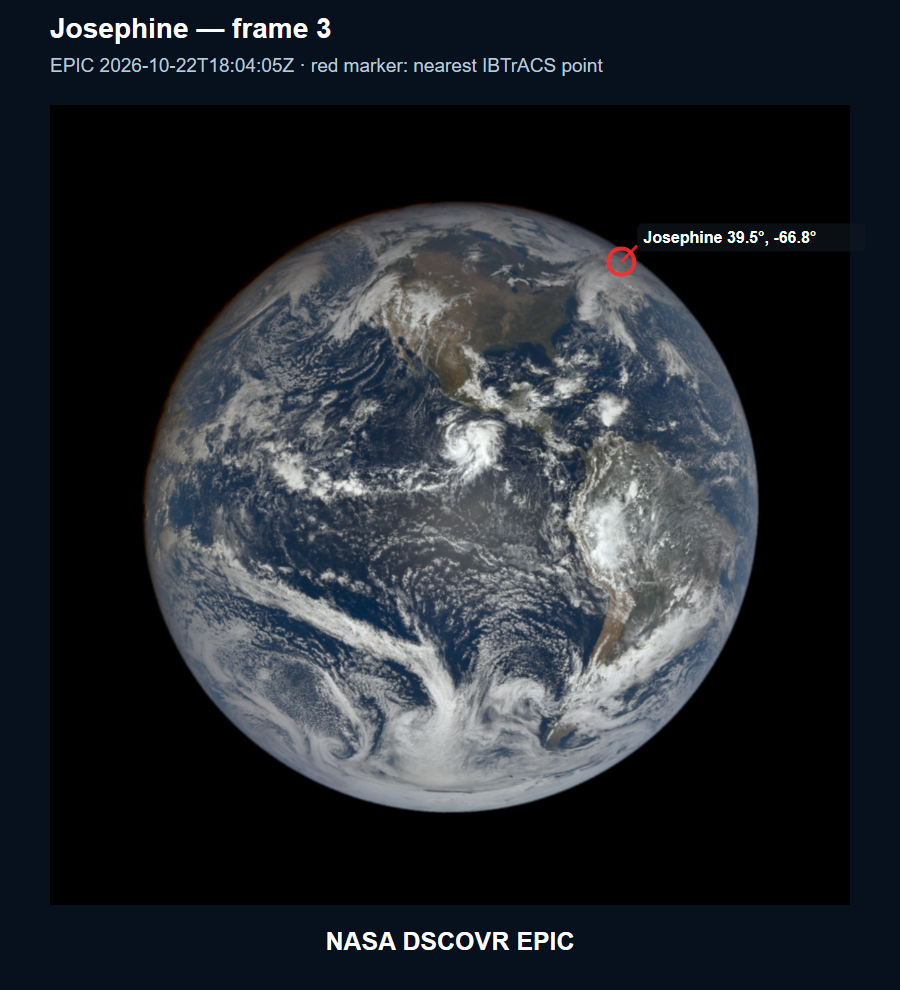 Josephine — frame 3
EPIC 2026-10-22T18:04:05Z · red marker: nearest IBTrACS point
Josephine 39.5°, -66.8°
NASA DSCOVR EPIC